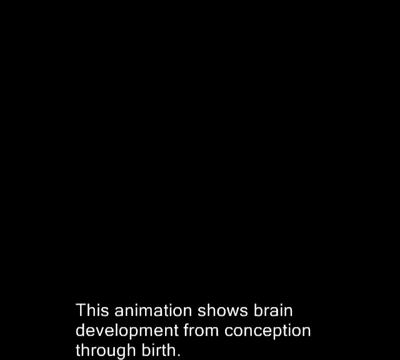 This animation shows brain
development from conception
through birth.